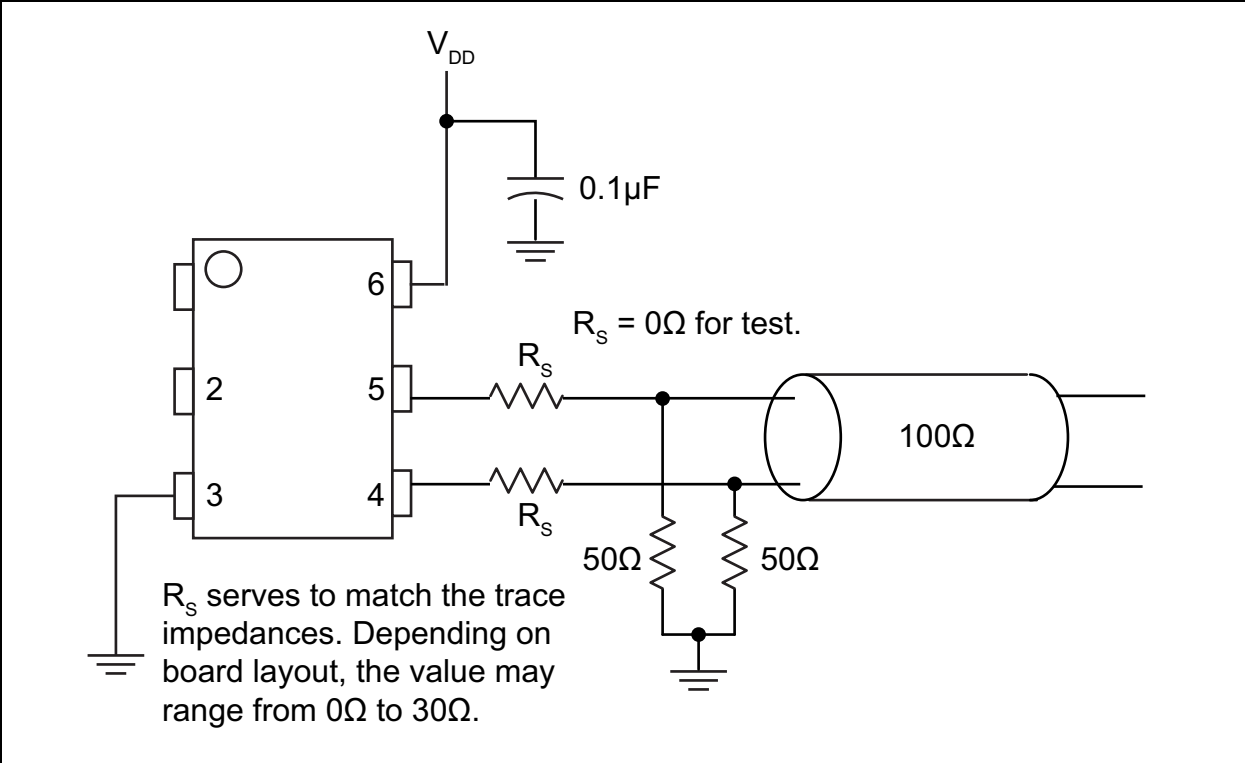 VDD
0.1µF
6
RS = 0Ω for test.
RS
2
5
100Ω
3
4
RS
50Ω
50Ω
RS serves to match the trace
impedances. Depending on
board layout, the value may
range from 0Ω to 30Ω.